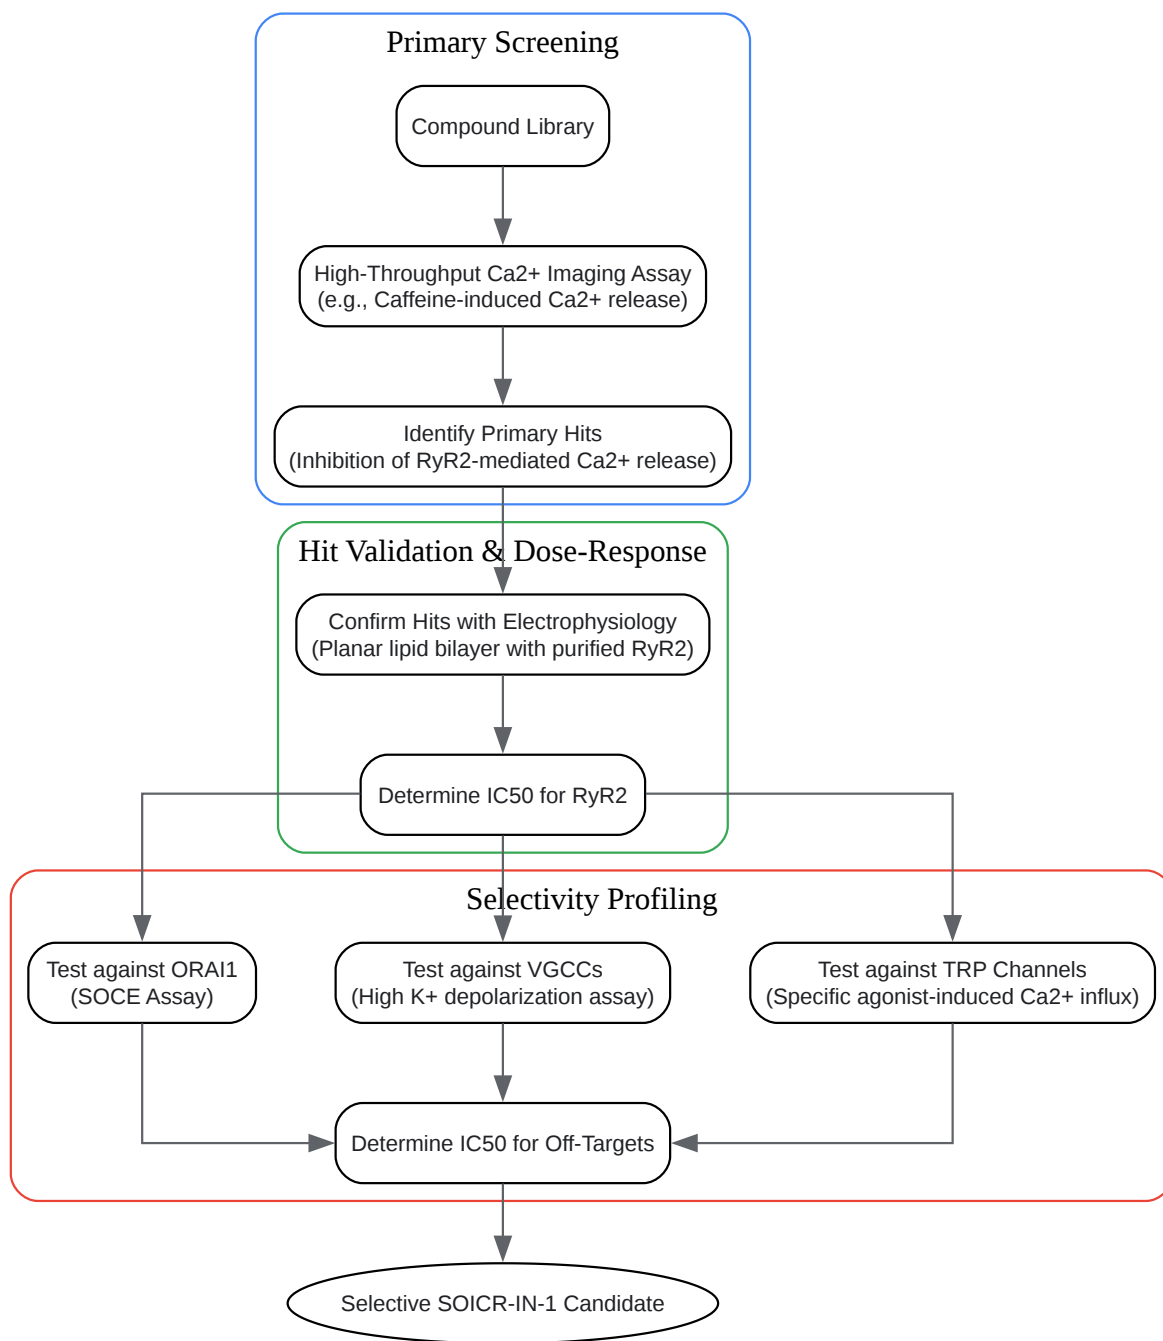 Primary Screening
Compound Library
High-Throughput Ca2+ Imaging Assay
(e.g., Caffeine-induced Ca2+ release)
Identify Primary Hits
(Inhibition of RyR2-mediated Ca2+ release)
Hit Validation & Dose-Response
Confirm Hits with Electrophysiology
(Planar lipid bilayer with purified RyR2)
Determine IC50 for RyR2
Selectivity Profiling
Test against ORAI1
(SOCE Assay)
Test against VGCCs
(High K+ depolarization assay)
Test against TRP Channels
(Specific agonist-induced Ca2+ influx)
Determine IC50 for Off-Targets
Selective SOICR-IN-1 Candidate